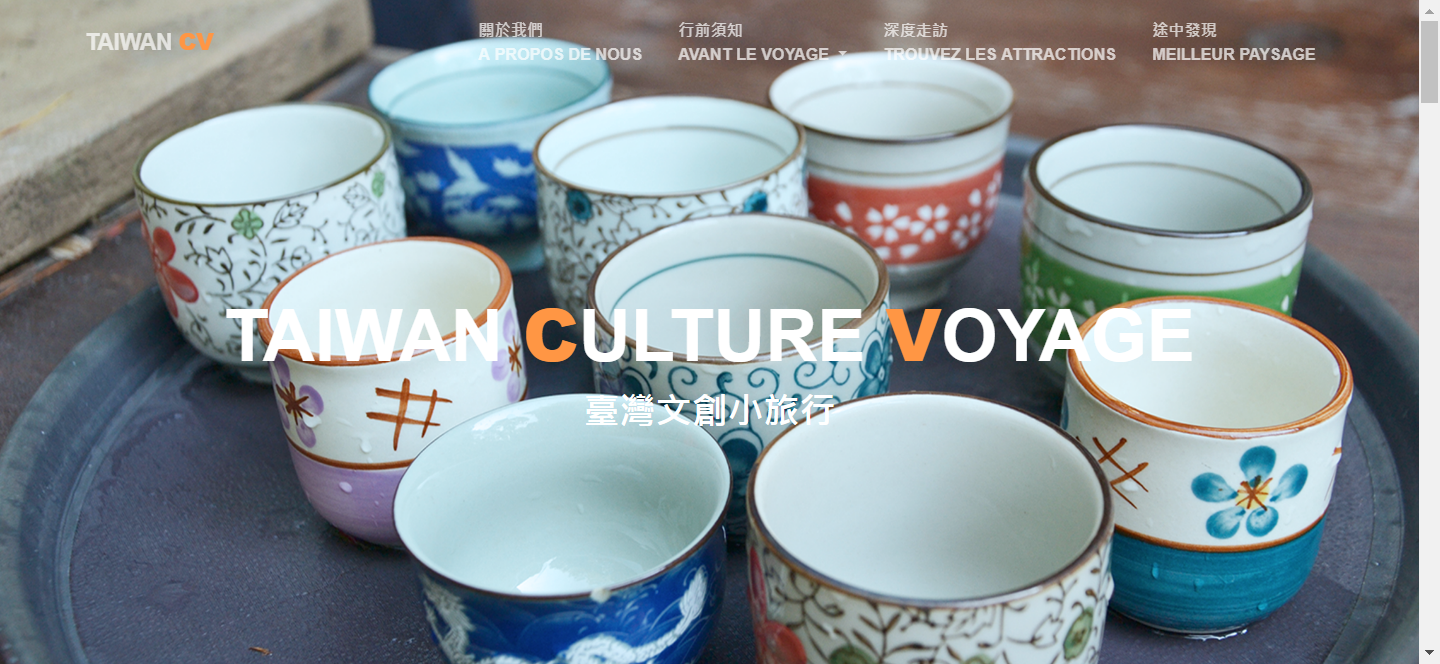 TAIWAN CV
關於我們
A PROPOS DE NOUS
行前須知
AVANT LE VOYAGE
深度走訪
TROUVEZ LES ATTRACTIONS
途中發現
MEILLEUR PAYSAGE
TAIWAN CULTURE VOYAGE
臺灣文創小旅行